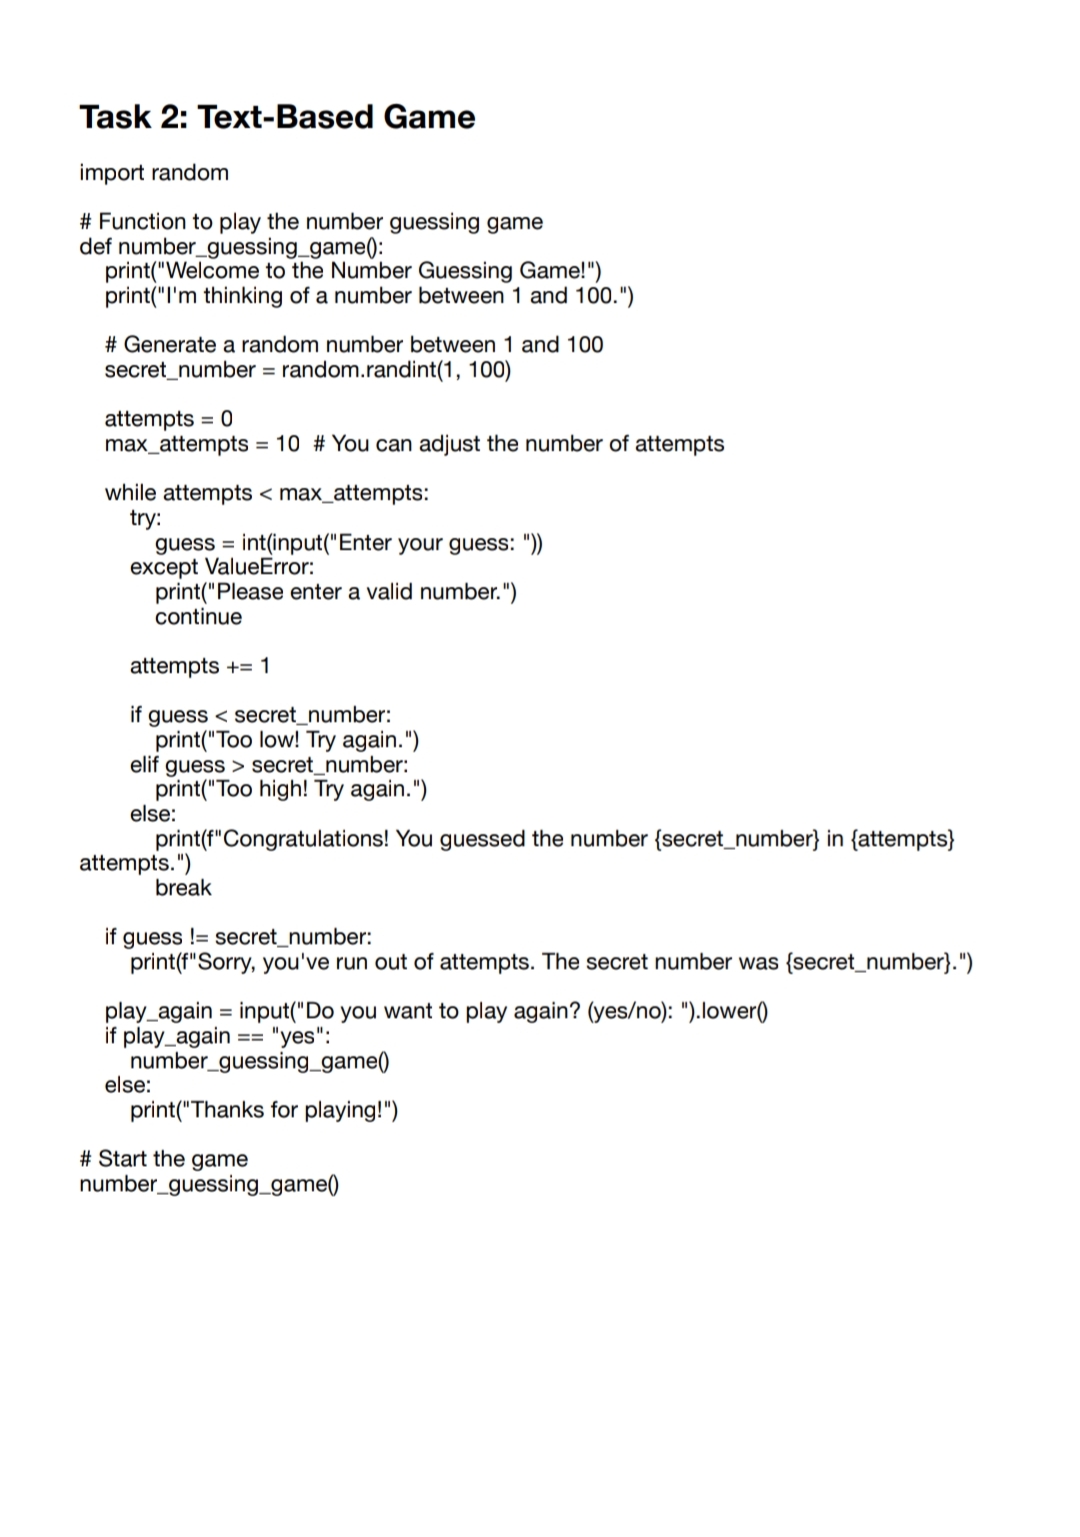 Task 2: Text-Based Game
import random
# Function to play the number guessing game
def number_guessing_game():
    print("Welcome to the Number Guessing Game!")
    print("I'm thinking of a number between 1 and 100.")
    # Generate a random number between 1 and 100
    secret_number = random.randint(1, 100)
    attempts = 0
    max_attempts = 10  # You can adjust the number of attempts
    while attempts < max_attempts:
        try:
            guess = int(input("Enter your guess: "))
        except ValueError:
            print("Please enter a valid number.")
            continue
        attempts += 1
        if guess < secret_number:
            print("Too low! Try again.")
        elif guess > secret_number:
            print("Too high! Try again.")
        else:
            print(f"Congratulations! You guessed the number {secret_number} in {attempts}
attempts.")
            break
    if guess != secret_number:
        print(f"Sorry, you've run out of attempts. The secret number was {secret_number}.")
    play_again = input("Do you want to play again? (yes/no): ").lower()
    if play_again == "yes":
        number_guessing_game()
    else:
        print("Thanks for playing!")
# Start the game
number_guessing_game()